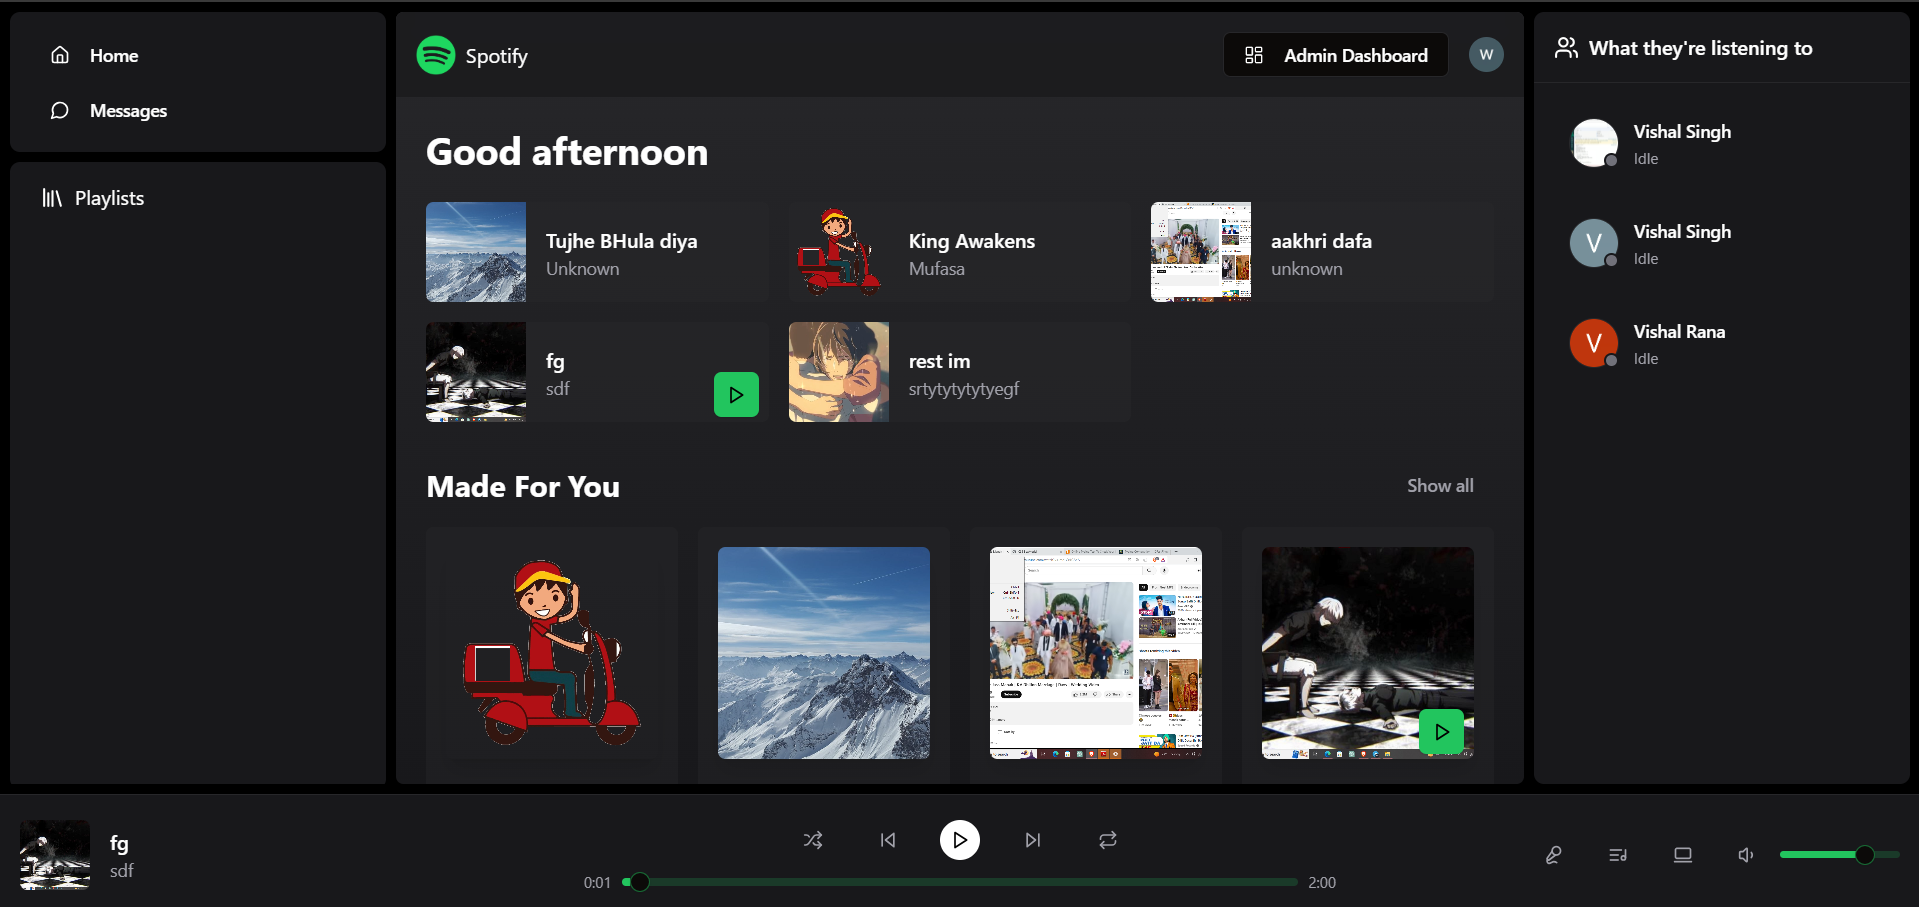 Home
Messages
Playlists
Spotify
Admin Dashboard
W
Good afternoon
Tujhe BHula diya
Unknown
King Awakens
Mufasa
aakhri dafa
unknown
fg
sdf
rest im
srtytytytytyegf
Made For You
Show all
What they're listening to
Vishal Singh
Idle
V
Vishal Singh
Idle
V
Vishal Rana
Idle
fg
sdf
0:01
2:00